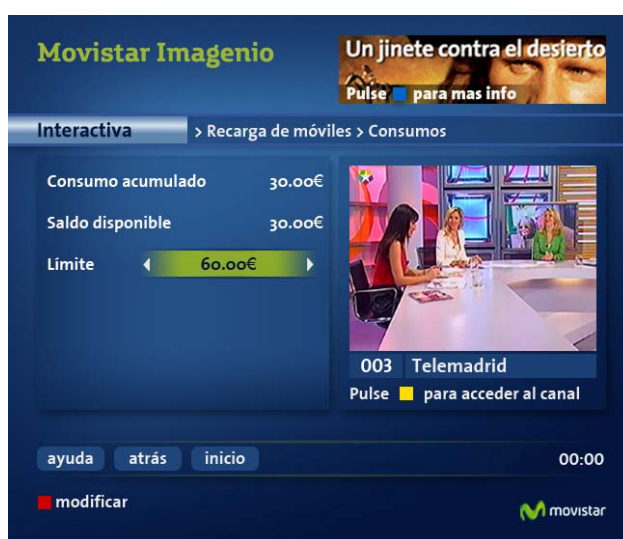 Movistar Imagenio
Un jinete contra el desierto
Pulse para mas info
Interactiva
> Recarga de móviles > Consumos
Consumo acumulado 30.00€
Saldo disponible 30.00€
Límite 60.00€
003 Telemadrid
Pulse para acceder al canal
ayuda atrás inicio 00:00
modificar
movistar